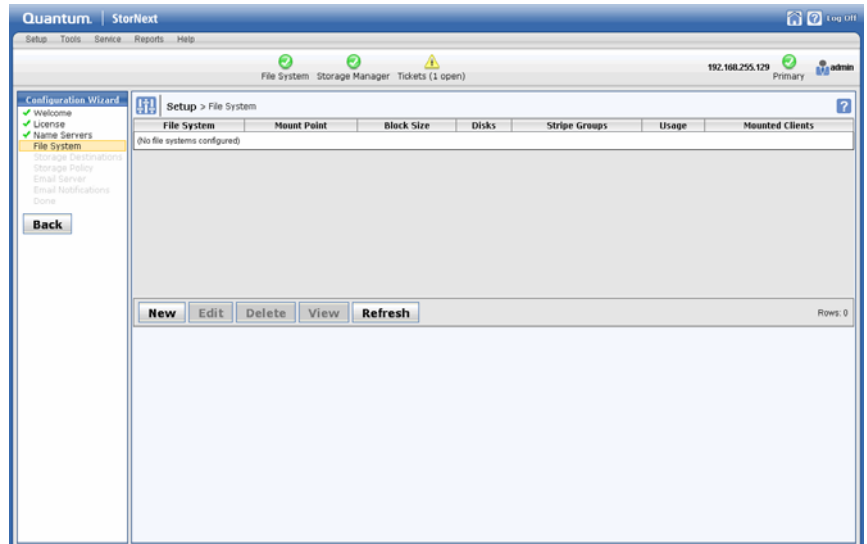 Quantum. | StorNext
Log Off
Setup Tools Service Reports Help
File System Storage Manager Tickets (1 open)
192.168.255.129 Primary admin
Configuration Wizard
Welcome
License
Name Servers
File System
Storage Destinations
Storage Policy
Email Server
Email Notifications
Done
Back
Setup > File System
File System Mount Point Block Size Disks Stripe Groups Usage Mounted Clients
(No file systems configured)
New Edit Delete View Refresh Rows: 0